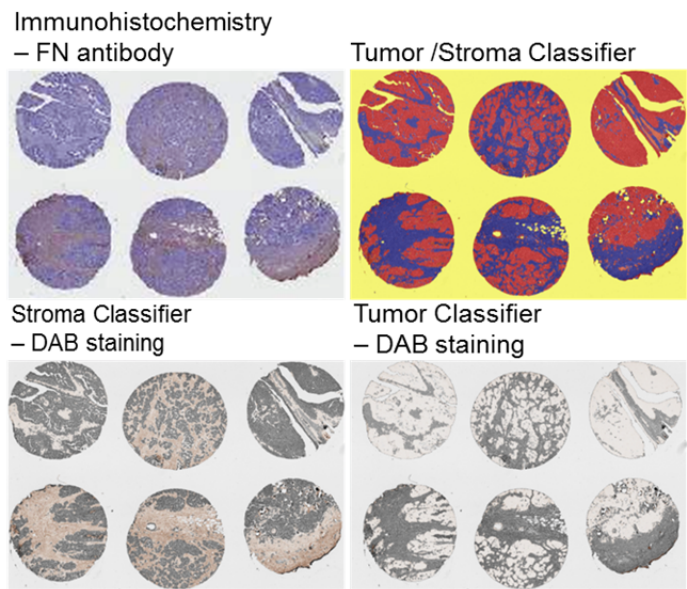 Immunohistochemistry
– FN antibody
Tumor /Stroma Classifier
Stroma Classifier
– DAB staining
Tumor Classifier
– DAB staining